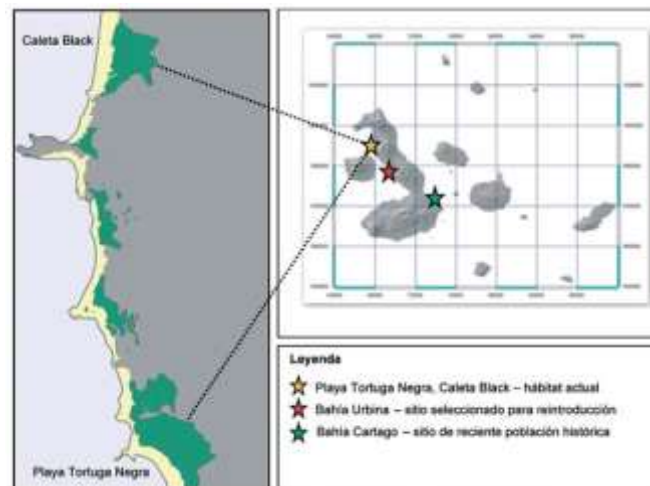 Caleta Black
Playa Tortuga Negra
Leyenda
Playa Tortuga Negra, Caleta Black – hábitat actual
Bahía Urbina – sitio seleccionado para reintroducción
Bahía Cartago – sitio de reciente población histórica